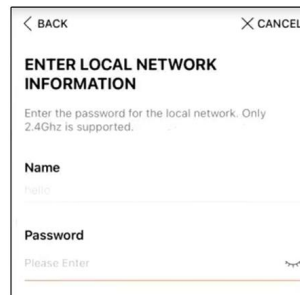 BACK
CANCEL
ENTER LOCAL NETWORK
INFORMATION
Enter the password for the local network. Only
2.4Ghz is supported.
Name
hello
Password
Please Enter